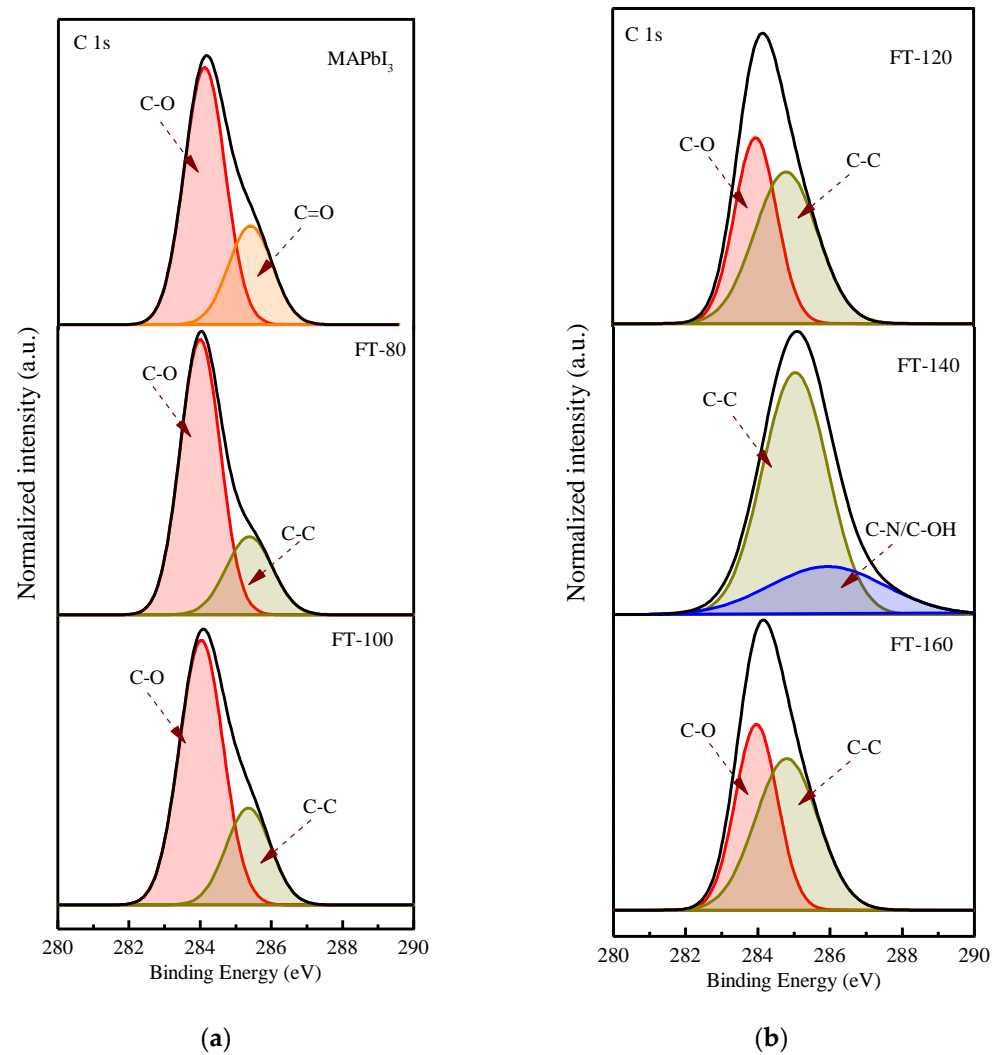 C 1s
MAPbI₃
C-O
C=O
FT-80
C-O
C-C
FT-100
C-O
C-C
Normalized intensity (a.u.)
280 282 284 286 288 290
Binding Energy (eV)
(a)
C 1s
FT-120
C-O
C-C
FT-140
C-C
C-N/C-OH
FT-160
C-O
C-C
Normalized intensity (a.u.)
280 282 284 286 288 290
Binding Energy (eV)
(b)